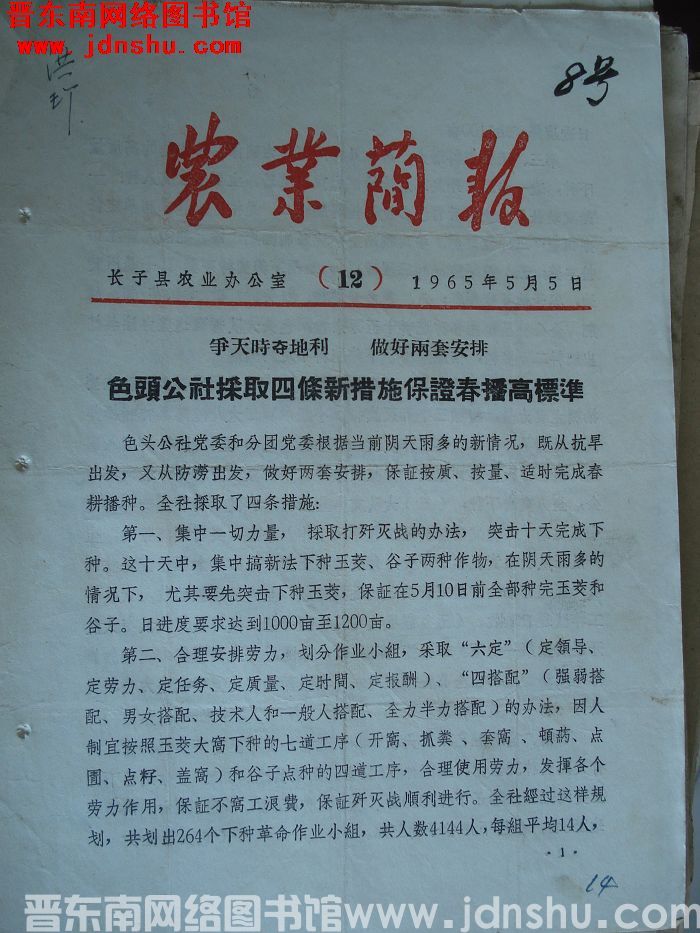 晋东南网络图书馆
www.jdnshu.com
8号
農業簡報
长子县农业办公室 (12) 1965年5月5日
爭天時夺地利 做好兩套安排
色頭公社採取四條新措施保證春播高標準
色头公社党委和分团党委根据当前阴天雨多的新情况，既从抗旱
出发，又从防涝出发，做好两套安排，保証按质、按量、适时完成春
耕播种。全社採取了四条措施:
第一、集中一切力量， 採取打歼灭战的办法， 突击十天完成下
种。这十天中，集中搞新法下种玉茭、谷子两种作物，在阴天雨多的
情况下， 尤其要先突击下种玉茭，保証在5月10日前全部种完玉茭和
谷子。日进度要求达到1000亩至1200亩。
第二、合理安排劳力，划分作业小組，采取“六定”（定領导、
定劳力、定任务、定质量、定时間、定报酬）、“四搭配”（强弱搭
配、男女搭配、技术人和一般人搭配、全力半力搭配）的办法，因人
制宜按照玉茭大窝下种的七道工序（开窝、抓粪、套窝、頓葯、点
圊、点籽、盖窝）和谷子点种的四道工序，合理使用劳力，发揮各个
劳力作用，保証不窝工浪費，保証歼灭战順利进行。全社經过这样规
划，共划出264个下种革命作业小組，共人数4144人，每組平均14人，
·1·
14
晋东南网络图书馆www.jdnshu.com